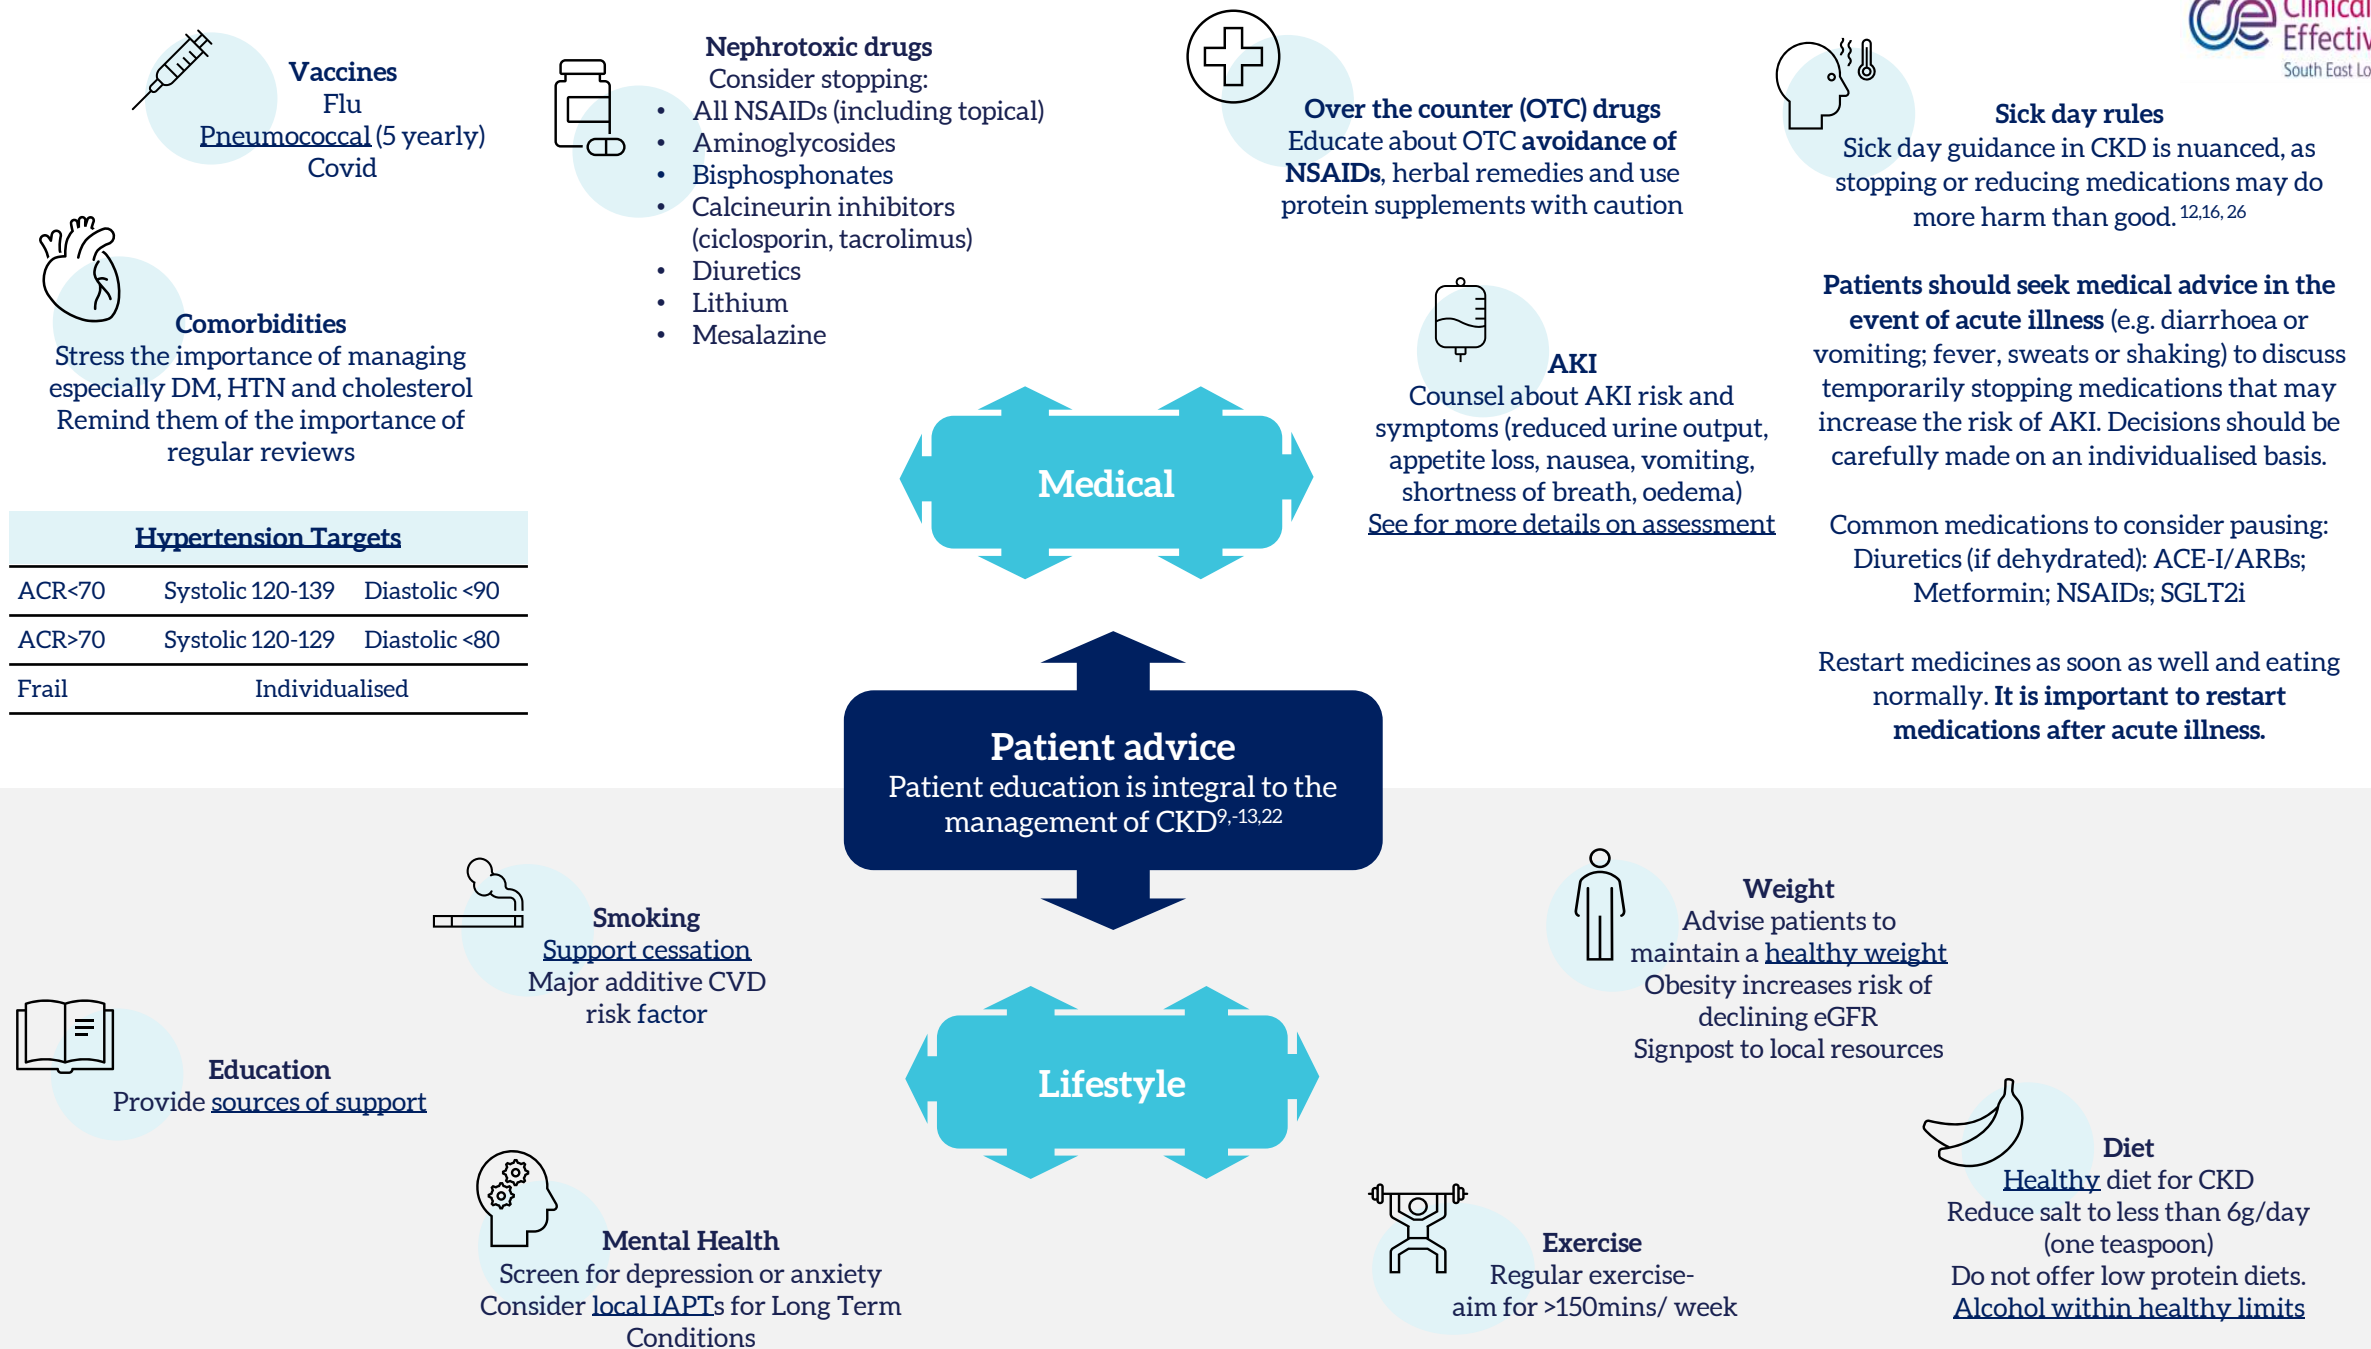 Clinical
Effectiv
South East Lo
Vaccines
Flu
Pneumococcal (5 yearly)
Covid
Nephrotoxic drugs
Consider stopping:
• All NSAIDs (including topical)
• Aminoglycosides
• Bisphosphonates
• Calcineurin inhibitors
(ciclosporin, tacrolimus)
• Diuretics
• Lithium
• Mesalazine
Over the counter (OTC) drugs
Educate about OTC avoidance of
NSAIDs, herbal remedies and use
protein supplements with caution
Sick day rules
Sick day guidance in CKD is nuanced, as
stopping or reducing medications may do
more harm than good. 12,16, 26
Patients should seek medical advice in the
event of acute illness (e.g. diarrhoea or
vomiting; fever, sweats or shaking) to discuss
temporarily stopping medications that may
increase the risk of AKI. Decisions should be
carefully made on an individualised basis.
Common medications to consider pausing:
Diuretics (if dehydrated): ACE-I/ARBs;
Metformin; NSAIDs; SGLT2i
Restart medicines as soon as well and eating
normally. It is important to restart
medications after acute illness.
Comorbidities
Stress the importance of managing
especially DM, HTN and cholesterol
Remind them of the importance of
regular reviews
AKI
Counsel about AKI risk and
symptoms (reduced urine output,
appetite loss, nausea, vomiting,
shortness of breath, oedema)
See for more details on assessment
Medical
Hypertension Targets
ACR<70 Systolic 120-139 Diastolic <90
ACR>70 Systolic 120-129 Diastolic <80
Frail Individualised
Patient advice
Patient education is integral to the
management of CKD9,-13,22
Smoking
Support cessation
Major additive CVD
risk factor
Weight
Advise patients to
maintain a healthy weight
Obesity increases risk of
declining eGFR
Signpost to local resources
Education
Provide sources of support
Lifestyle
Diet
Healthy diet for CKD
Reduce salt to less than 6g/day
(one teaspoon)
Do not offer low protein diets.
Alcohol within healthy limits
Mental Health
Screen for depression or anxiety
Consider local IAPTs for Long Term
Conditions
Exercise
Regular exercise-
aim for >150mins/ week